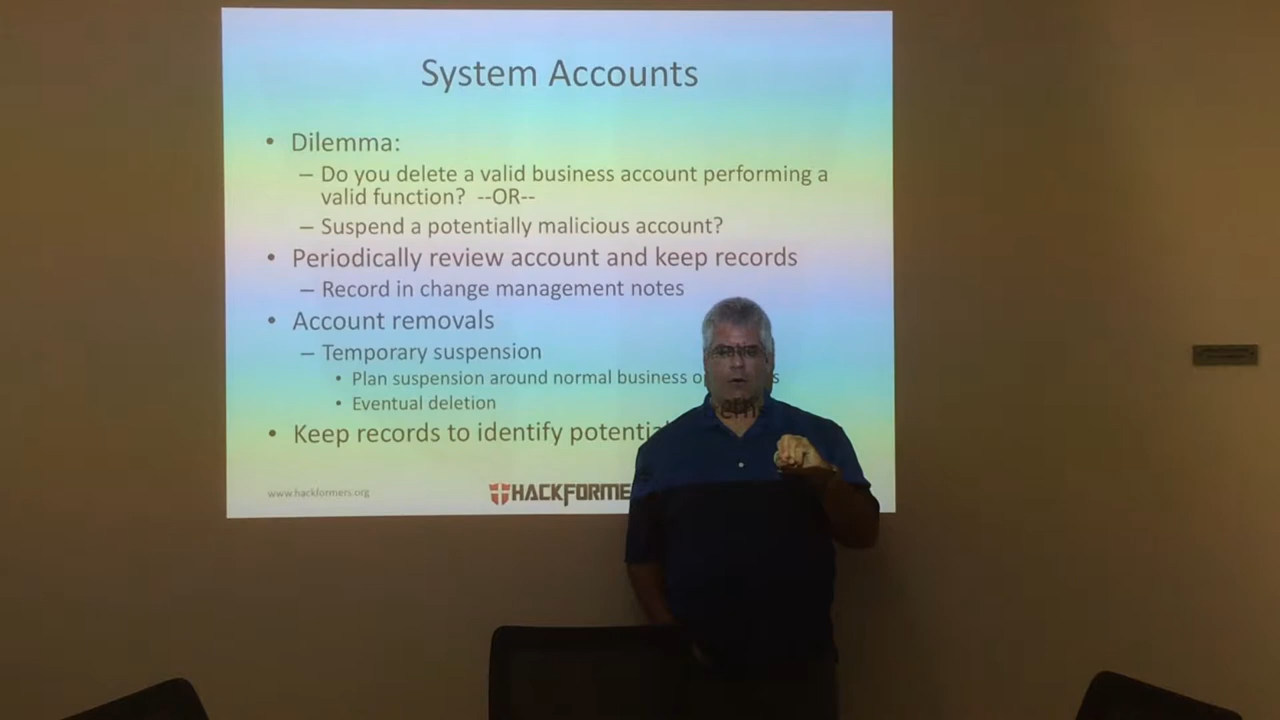 System Accounts
• Dilemma:
– Do you delete a valid business account performing a
valid function? --OR--
– Suspend a potentially malicious account?
• Periodically review account and keep records
– Record in change management notes
• Account removals
– Temporary suspension
• Plan suspension around normal business
• Eventual deletion
• Keep records to identify
www.hackformers.org